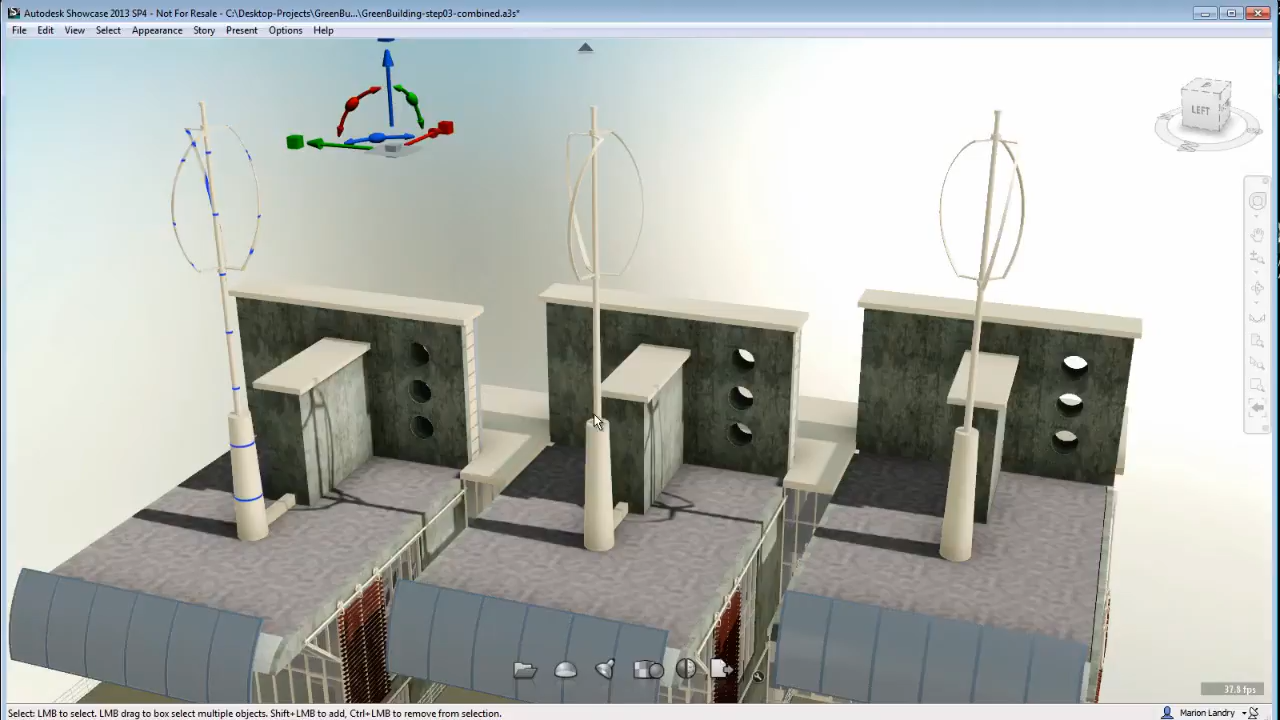 Autodesk Showcase 2013 SP4 - Not For Resale - C:\Desktop-Projects\GreenBu...\GreenBuilding-step03-combined.a3s*
File Edit View Select Appearance Story Present Options Help
LEFT
37.8 fps
Select: LMB to select. LMB drag to box select multiple objects. Shift+LMB to add, Ctrl+LMB to remove from selection.
Marion Landry